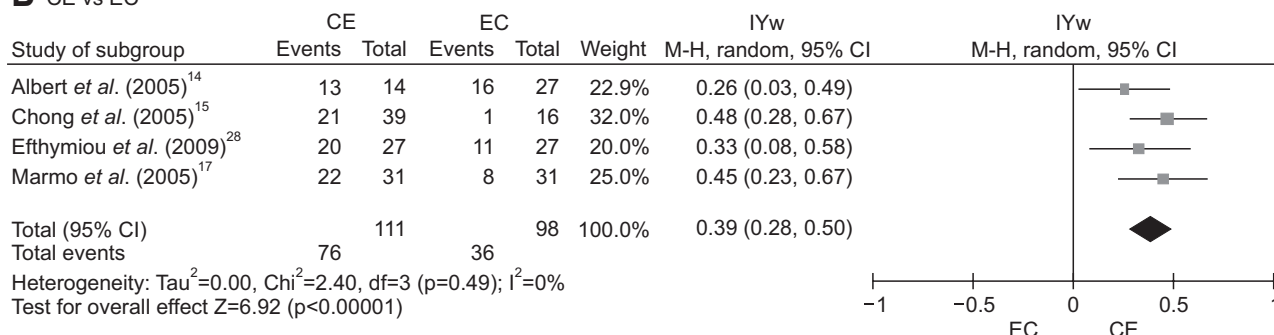 B CE vs EC
CE EC IYw IYw
Study of subgroup Events Total Events Total Weight M-H, random, 95% CI M-H, random, 95% CI
Albert et al. (2005)14 13 14 16 27 22.9% 0.26 (0.03, 0.49)
Chong et al. (2005)15 21 39 1 16 32.0% 0.48 (0.28, 0.67)
Efthymiou et al. (2009)28 20 27 11 27 20.0% 0.33 (0.08, 0.58)
Marmo et al. (2005)17 22 31 8 31 25.0% 0.45 (0.23, 0.67)
Total (95% CI) 111 98 100.0% 0.39 (0.28, 0.50)
Total events 76 36
Heterogeneity: Tau2=0.00, Chi2=2.40, df=3 (p=0.49); I2=0%
Test for overall effect Z=6.92 (p<0.00001)
−1 −0.5 0 0.5 1
EC CE